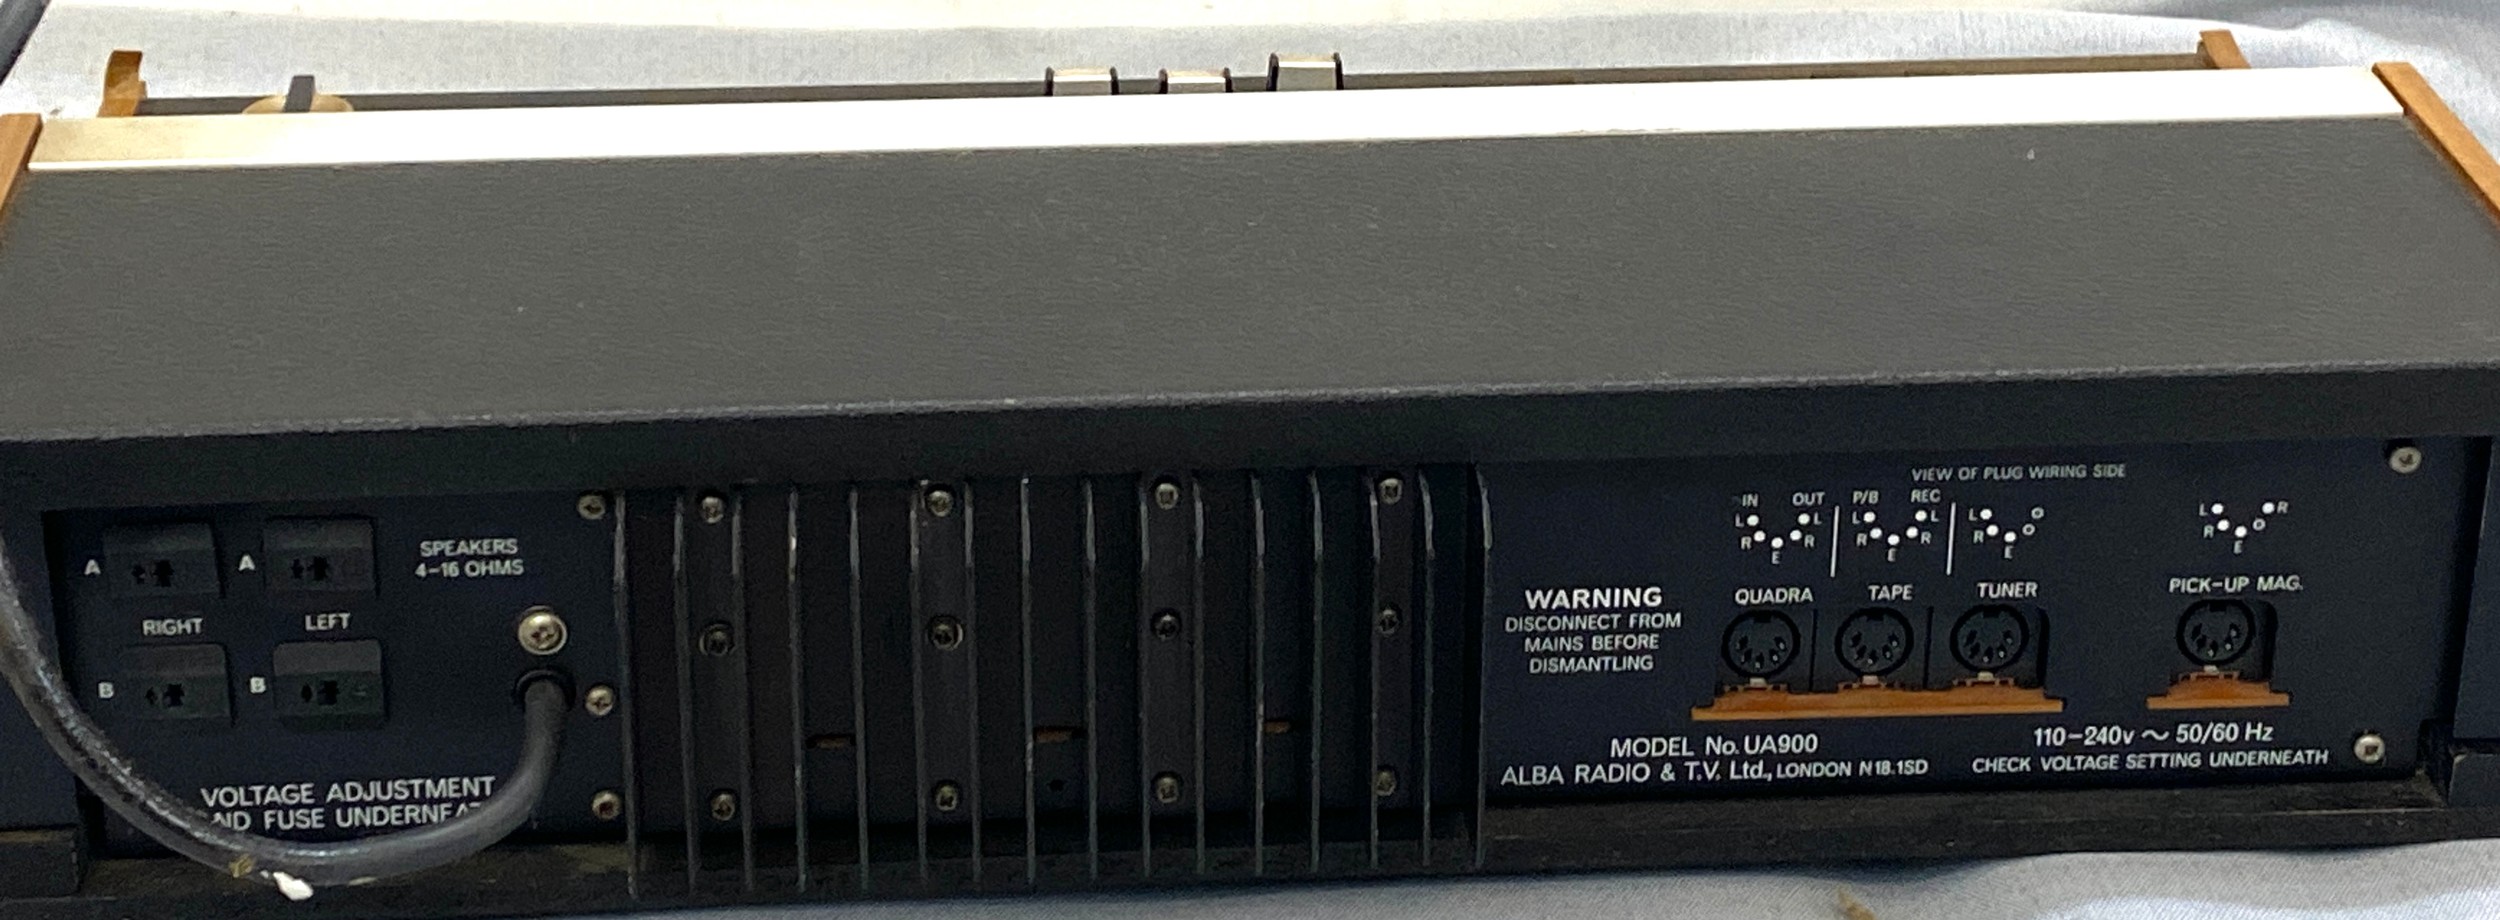 SPEAKERS
4-16 OHMS
A
A
RIGHT
LEFT
B
B
VOLTAGE ADJUSTMENT
AND FUSE
WARNING
DISCONNECT FROM
MAINS BEFORE
DISMANTLING
VIEW OF PLUG WIRING SIDE
IN OUT P/B REC
L L L L L L R
R R R R R R
E E E E
QUADRA TAPE TUNER PICK-UP MAG.
MODEL No. UA900
ALBA RADIO & T.V. Ltd., LONDON N18.1SD
110-240v ~ 50/60 Hz
CHECK VOLTAGE SETTING UNDERNEATH